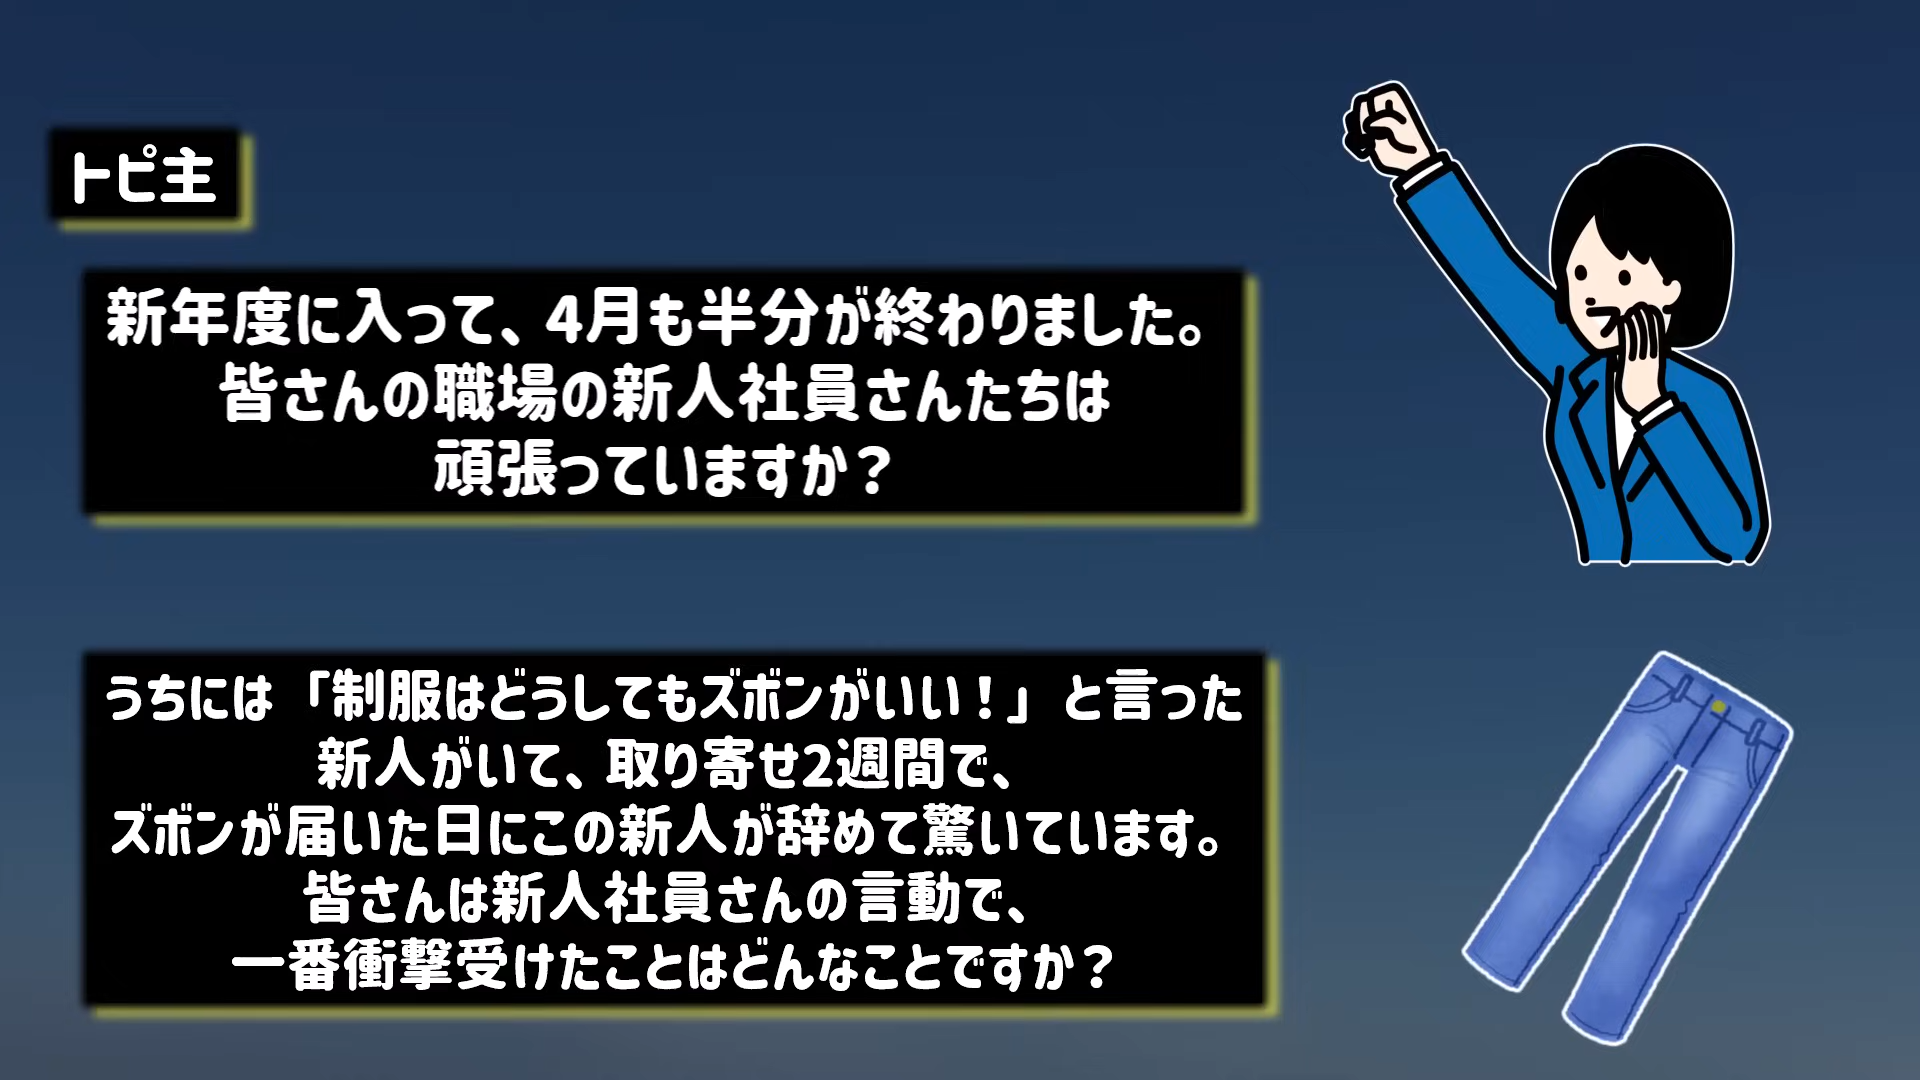 トピ主
新年度に入って、4月も半分が終わりました。
皆さんの職場の新人社員さんたちは
頑張っていますか？
うちには「制服はどうしてもズボンがいい！」と言った
新人がいて、取り寄せ2週間で、
ズボンが届いた日にこの新人が辞めて驚いています。
皆さんは新人社員さんの言動で、
一番衝撃受けたことはどんなことですか？